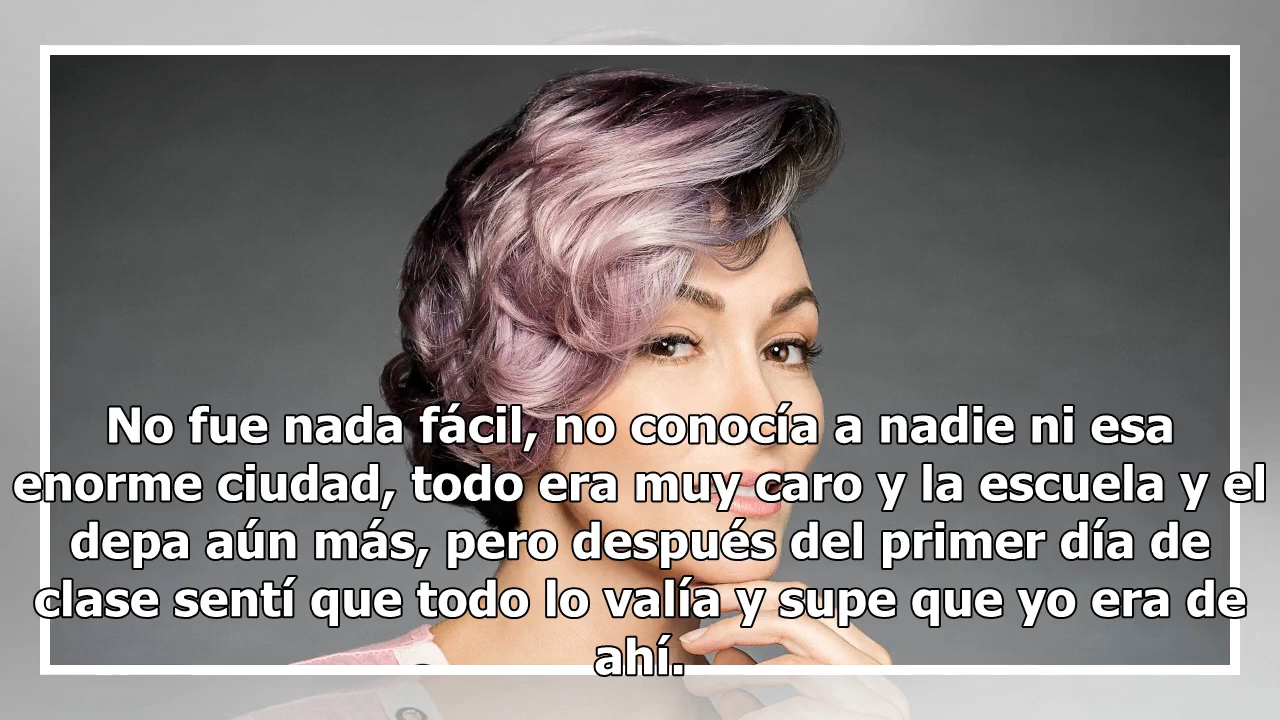 No fue nada fácil, no conocía a nadie ni esa
enorme ciudad, todo era muy caro y la escuela y el
depa aún más, pero después del primer día de
clase sentí que todo lo valía y supe que yo era de
ahí.